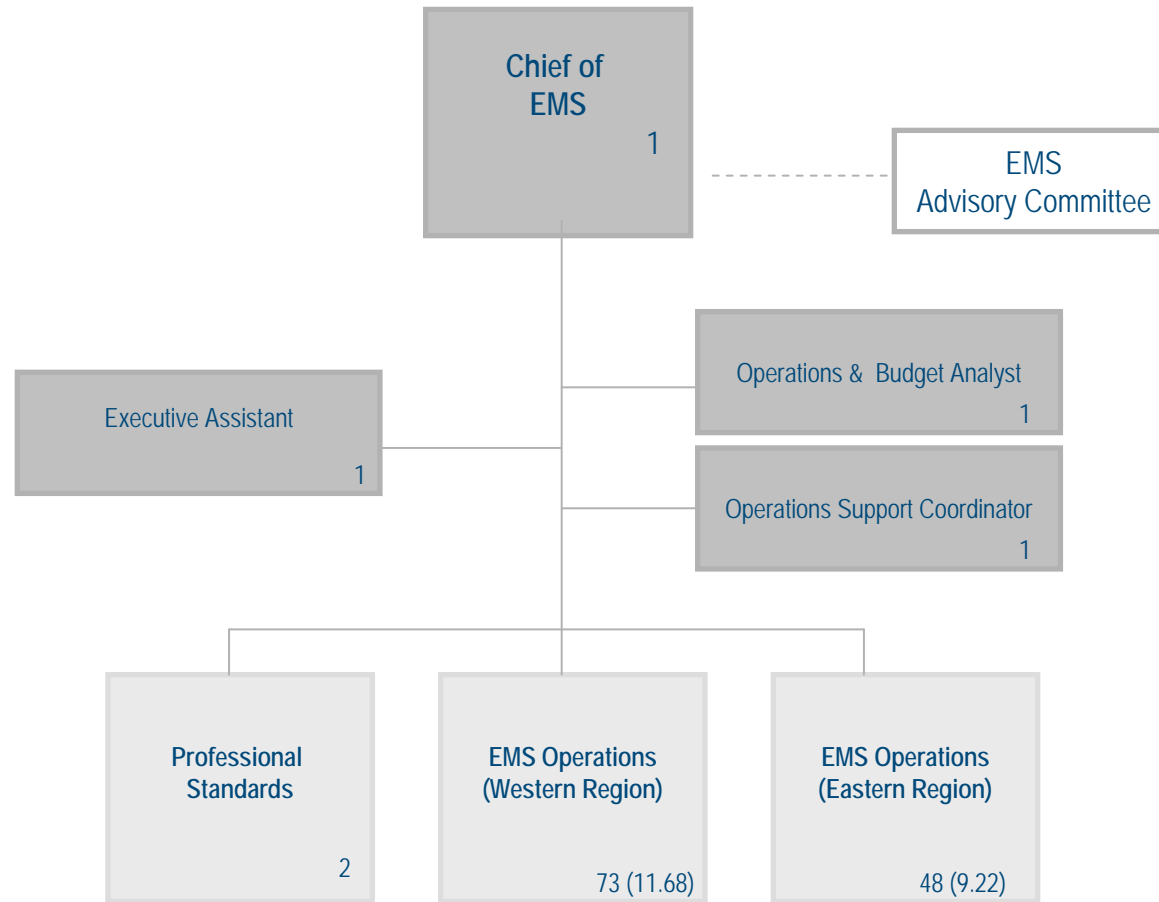 Chief of
EMS
1
EMS
Advisory Committee
Operations &  Budget Analyst
1
Executive Assistant
1
Operations Support Coordinator
1
Professional
Standards
2
EMS Operations
(Western Region)
73 (11.68)
EMS Operations
(Eastern Region)
48 (9.22)